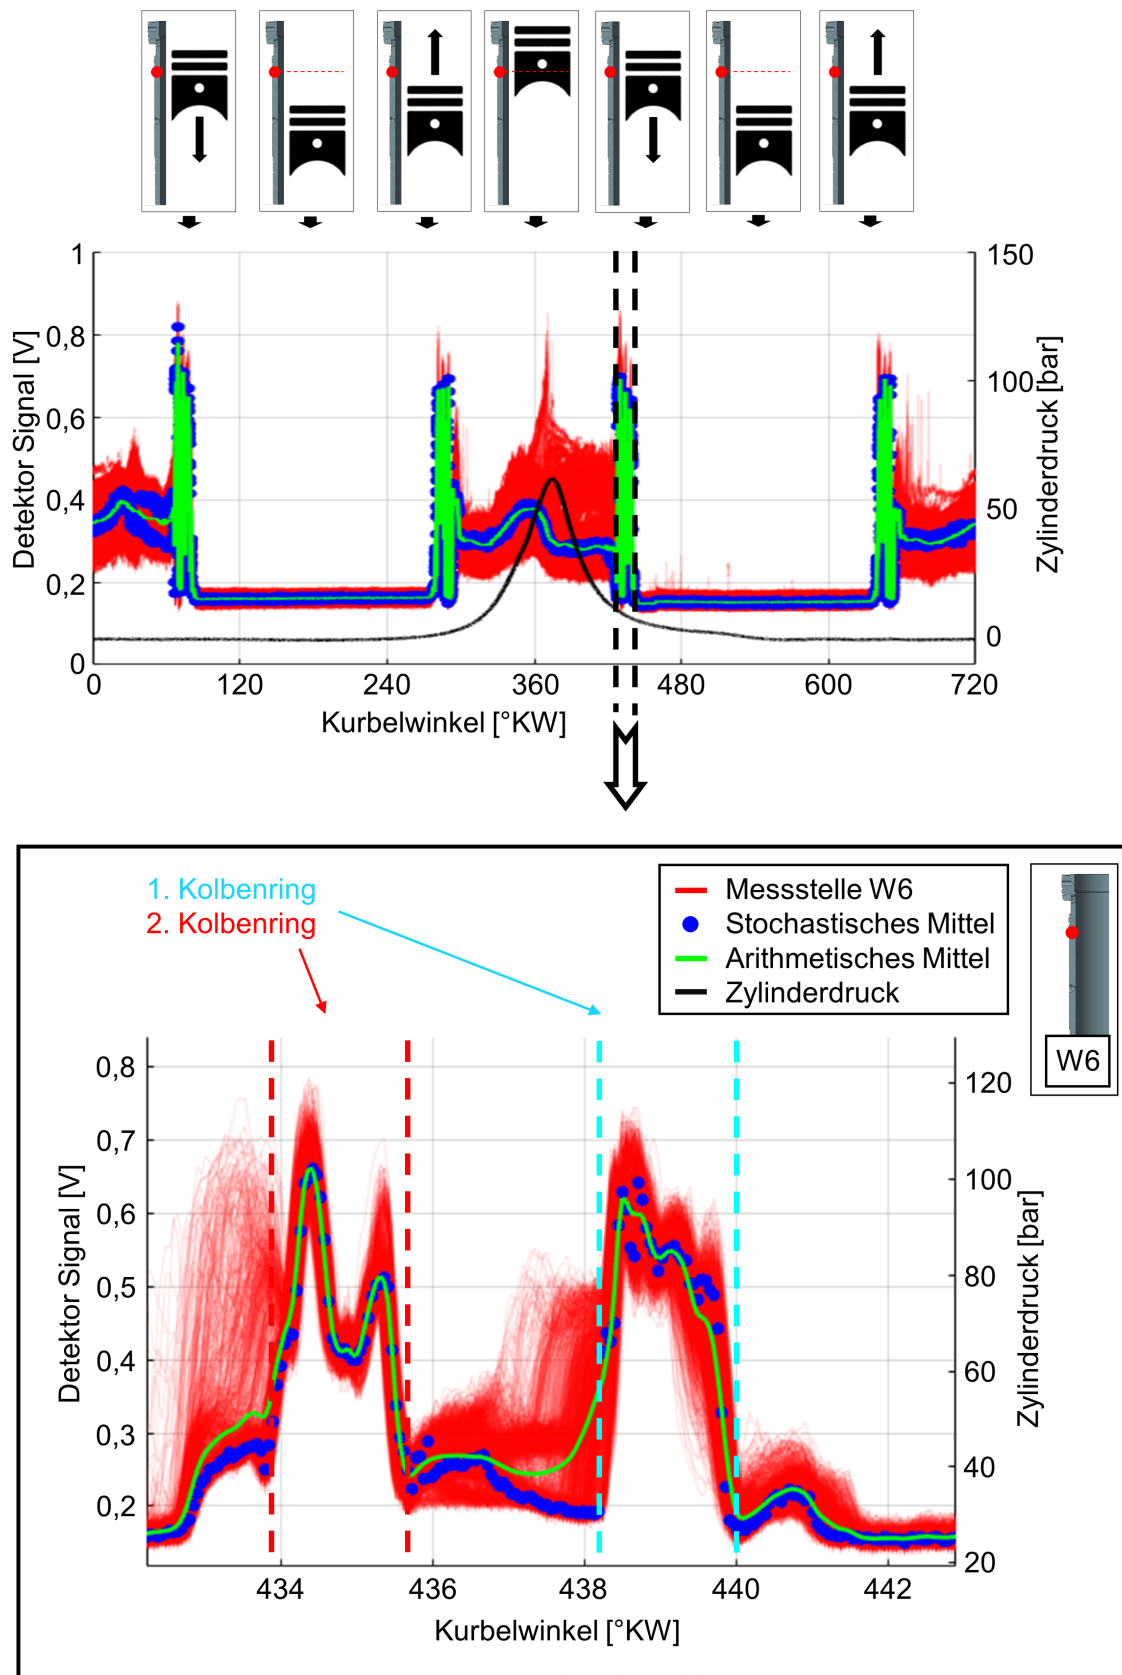 1
0,8
0,6
0,4
0,2
0
Detektor Signal [V]
150
100
50
0
Zylinderdruck [bar]
0 120 240 360 480 600 720
Kurbelwinkel [°KW]
1. Kolbenring
2. Kolbenring
Messstelle W6
Stochastisches Mittel
Arithmetisches Mittel
Zylinderdruck
W6
0,8
0,7
0,6
0,5
0,4
0,3
0,2
Detektor Signal [V]
120
100
80
60
40
20
Zylinderdruck [bar]
434 436 438 440 442
Kurbelwinkel [°KW]